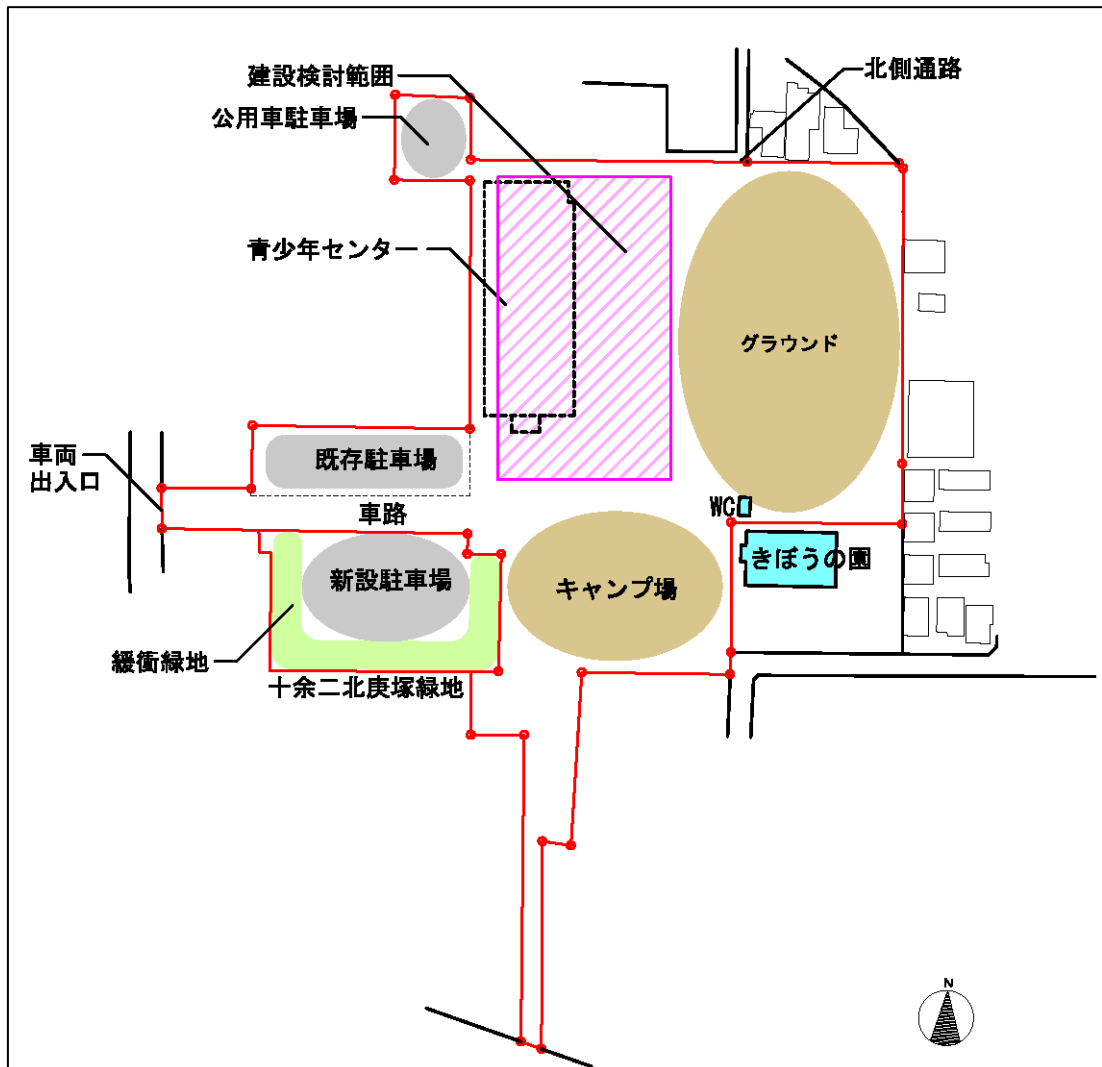 建設検討範囲
北側通路
公用車駐車場
青少年センター
グラウンド
車両
出入口
既存駐車場
WC
車路
きぼうの園
新設駐車場
キャンプ場
緩衝緑地
十余二北庚塚緑地
N